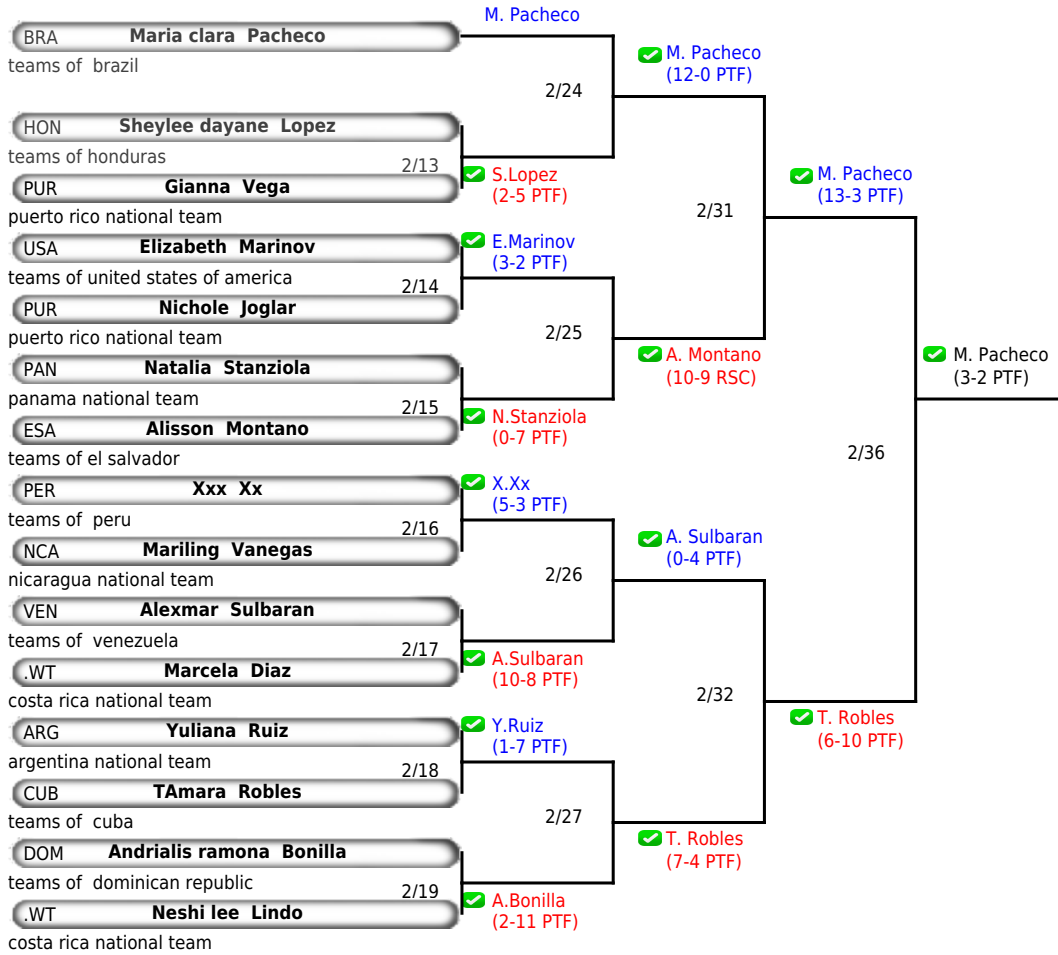 M. Pacheco
BRA Maria clara Pacheco
teams of brazil
HON Sheylee dayane Lopez
teams of honduras
2/13
PUR Gianna Vega
puerto rico national team
S.Lopez
(2-5 PTF)
USA Elizabeth Marinov
teams of united states of america
2/14
PUR Nichole Joglar
puerto rico national team
E.Marinov
(3-2 PTF)
PAN Natalia Stanziola
panama national team
2/15
ESA Alisson Montano
teams of el salvador
N.Stanziola
(0-7 PTF)
PER Xxx Xx
teams of peru
2/16
NCA Mariling Vanegas
nicaragua national team
X.Xx
(5-3 PTF)
VEN Alexmar Sulbaran
teams of venezuela
2/17
.WT Marcela Diaz
costa rica national team
A.Sulbaran
(10-8 PTF)
ARG Yuliana Ruiz
argentina national team
2/18
CUB TAmara Robles
teams of cuba
Y.Ruiz
(1-7 PTF)
DOM Andrialis ramona Bonilla
teams of dominican republic
2/19
.WT Neshi lee Lindo
costa rica national team
A.Bonilla
(2-11 PTF)
2/24
M. Pacheco
(12-0 PTF)
2/25
A. Montano
(10-9 RSC)
2/26
A. Sulbaran
(0-4 PTF)
2/27
T. Robles
(7-4 PTF)
2/31
M. Pacheco
(13-3 PTF)
2/32
T. Robles
(6-10 PTF)
2/36
M. Pacheco
(3-2 PTF)